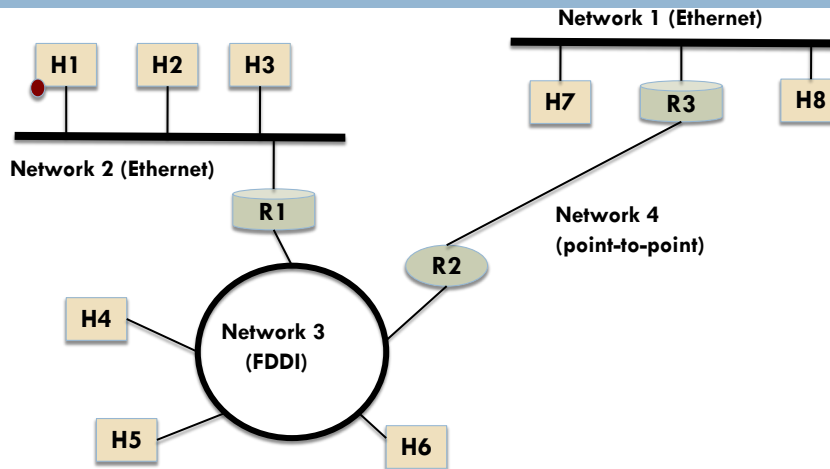 Network 1 (Ethernet)
H1
H2
H3
H7
R3
H8
Network 2 (Ethernet)
R1
Network 4
(point-to-point)
R2
H4
Network 3
(FDDI)
H5
H6